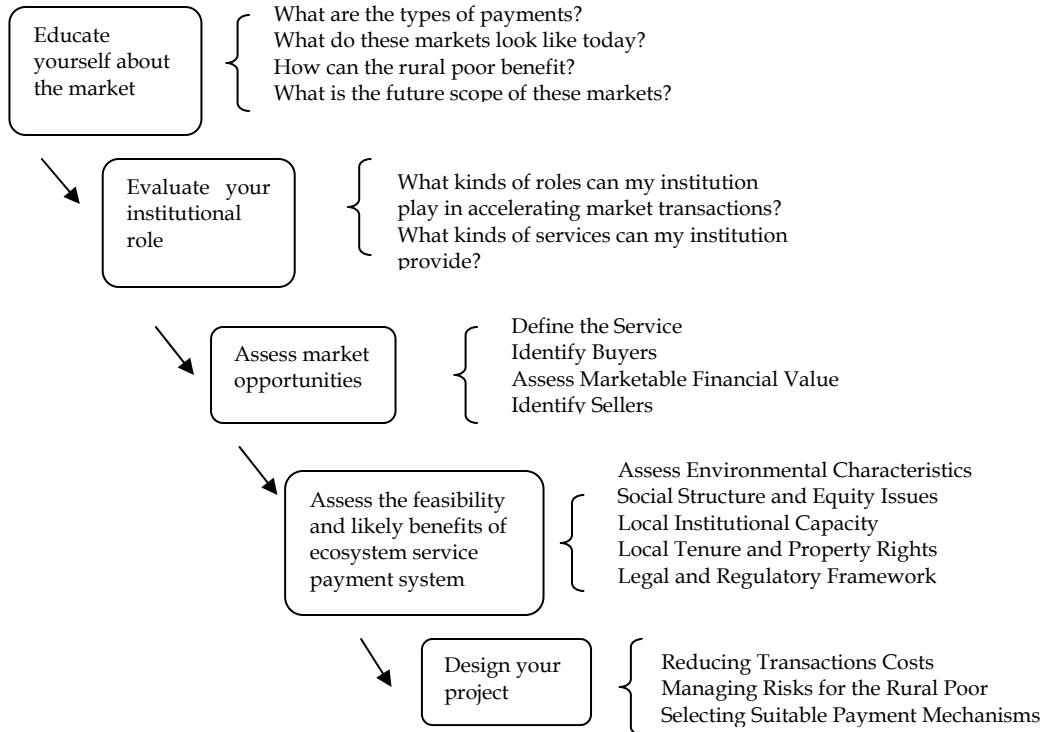 Educate
yourself about
the market
What are the types of payments?
What do these markets look like today?
How can the rural poor benefit?
What is the future scope of these markets?
Evaluate your
institutional
role
What kinds of roles can my institution
play in accelerating market transactions?
What kinds of services can my institution
provide?
Assess market
opportunities
Define the Service
Identify Buyers
Assess Marketable Financial Value
Identify Sellers
Assess the feasibility
and likely benefits of
ecosystem service
payment system
Assess Environmental Characteristics
Social Structure and Equity Issues
Local Institutional Capacity
Local Tenure and Property Rights
Legal and Regulatory Framework
Design your
project
Reducing Transactions Costs
Managing Risks for the Rural Poor
Selecting Suitable Payment Mechanisms